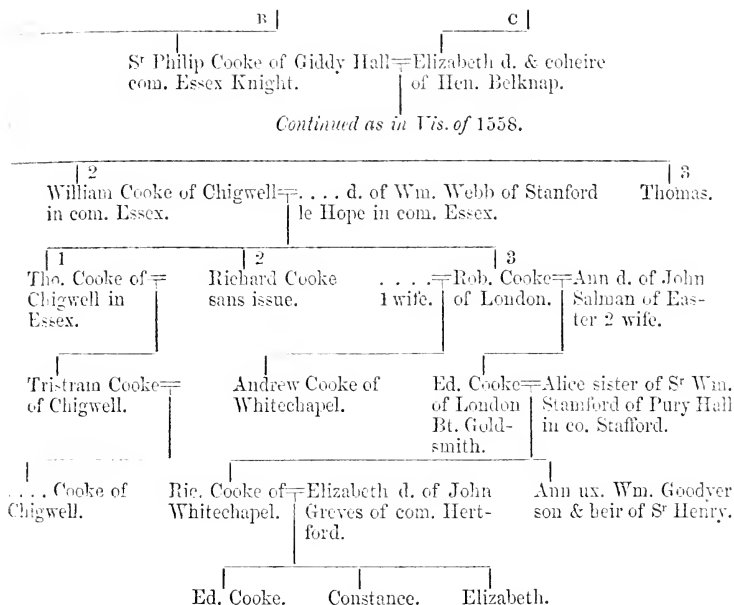 B C
Sr Philip Cooke of Giddy Hall=Elizabeth d. & coheire
com. Essex Knight. of Hen. Belknap.
Continued as in Vis. of 1558.
2 3
William Cooke of Chigwell=. . . . d. of Wm. Webb of Stanford Thomas.
in com. Essex. le Hope in com. Essex.
1 2 3
Tho. Cooke of= Richard Cooke . . . .=Rob. Cooke=Ann d. of John
Chigwell in sans issue. 1 wife. of London. Salman of Eas-
Essex. ter 2 wife.
Tristram Cooke= Andrew Cooke of Ed. Cooke=Alice sister of Sr Wm.
of Chigwell. Whitechapel. of London Stamford of Pury Hall
Bt. Gold- in co. Stafford.
smith.
. . . . Cooke of Ric. Cooke of=Elizabeth d. of John Ann ux. Wm. Goodyer
Chigwell. Whitechapel. Greves of com. Hert- son & heir of Sr Henry.
ford.
Ed. Cooke. Constance. Elizabeth.